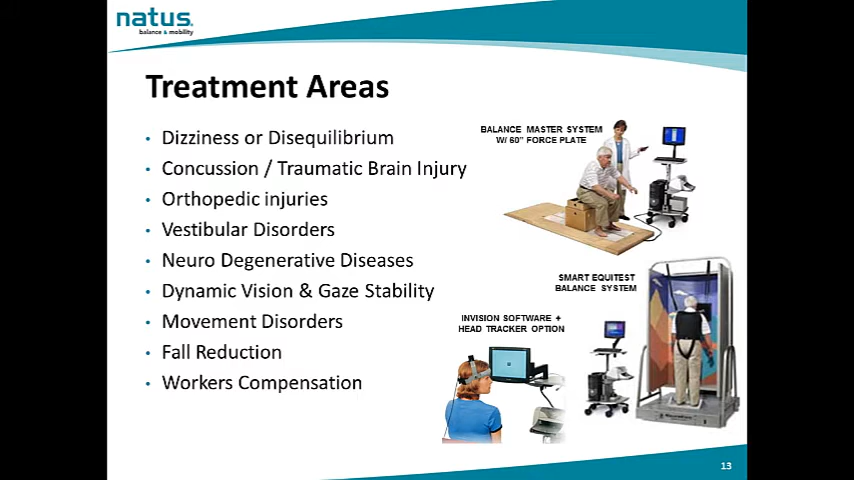 natus
balance & mobility
Treatment Areas
• Dizziness or Disequilibrium
• Concussion / Traumatic Brain Injury
• Orthopedic injuries
• Vestibular Disorders
• Neuro Degenerative Diseases
• Dynamic Vision & Gaze Stability
• Movement Disorders
• Fall Reduction
• Workers Compensation
BALANCE MASTER SYSTEM
W/ 60" FORCE PLATE
SMART EQUITEST
BALANCE SYSTEM
INVISION SOFTWARE +
HEAD TRACKER OPTION
13